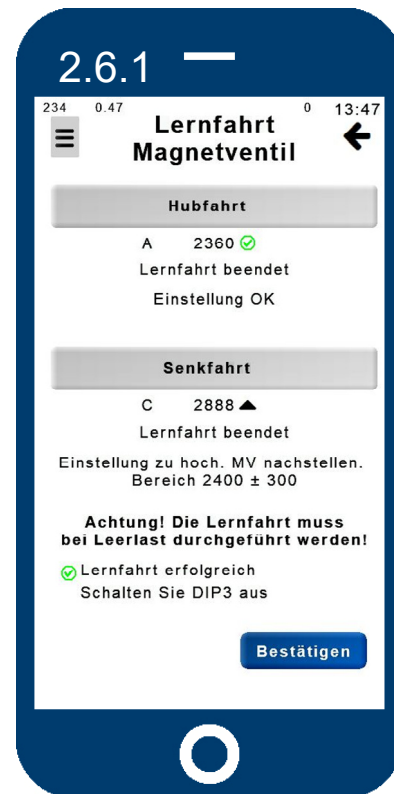 2.6.1
234 0.47 0 13:47
Lernfahrt
Magnetventil
Hubfahrt
A 2360
Lernfahrt beendet
Einstellung OK
Senkfahrt
C 2888
Lernfahrt beendet
Einstellung zu hoch. MV nachstellen.
Bereich 2400 ± 300
Achtung! Die Lernfahrt muss
bei Leerlast durchgeführt werden!
Lernfahrt erfolgreich
Schalten Sie DIP3 aus
Bestätigen